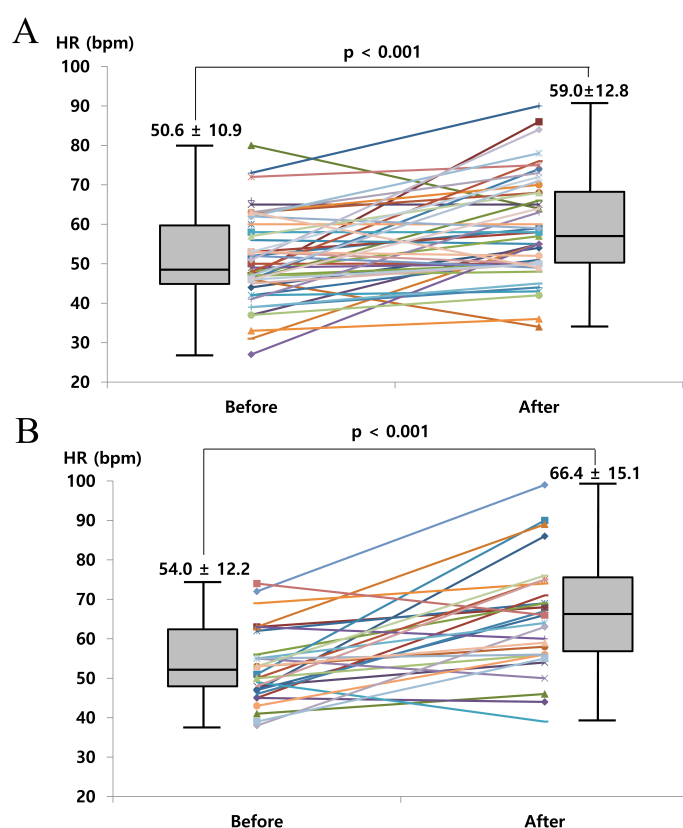 A
HR (bpm)
p < 0.001
100
90
80
70
60
50
40
30
20
50.6 ± 10.9
59.0±12.8
Before
After
B
HR (bpm)
p < 0.001
100
90
80
70
60
50
40
30
20
54.0 ± 12.2
66.4 ± 15.1
Before
After